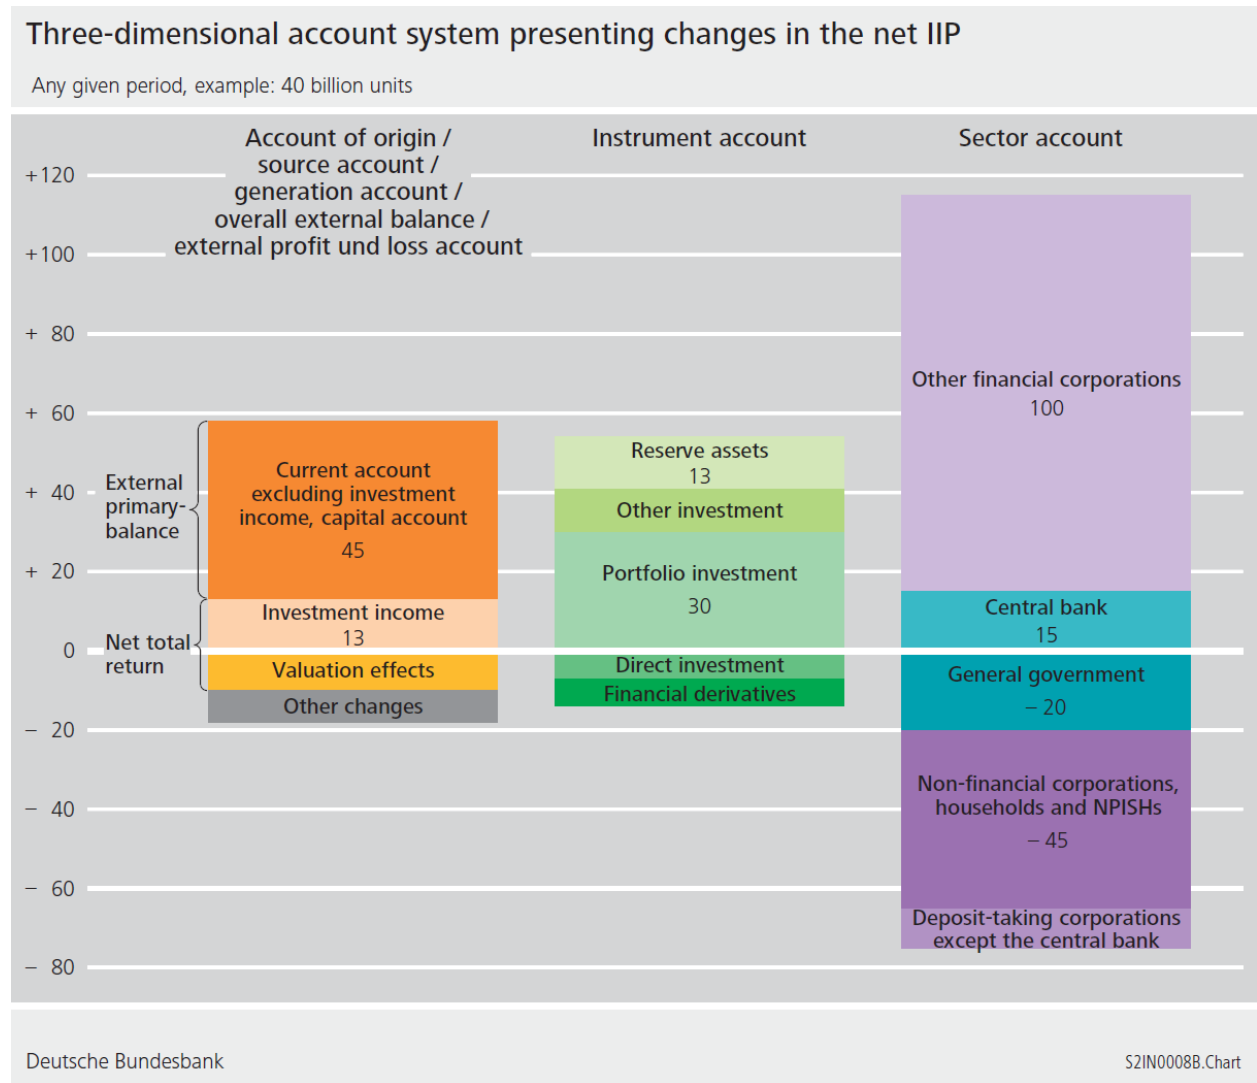 Three-dimensional account system presenting changes in the net IIP
Any given period, example: 40 billion units
Account of origin /
source account /
generation account /
overall external balance /
external profit und loss account
Instrument account
Sector account
+120
+100
+ 80
+ 60
+ 40
+ 20
0
− 20
− 40
− 60
− 80
External
primary-
balance
Net total
return
Current account
excluding investment
income, capital account
45
Investment income
13
Valuation effects
Other changes
Reserve assets
13
Other investment
Portfolio investment
30
Direct investment
Financial derivatives
Other financial corporations
100
Central bank
15
General government
− 20
Non-financial corporations,
households and NPISHs
− 45
Deposit-taking corporations
except the central bank
Deutsche Bundesbank
S2IN0008B.Chart